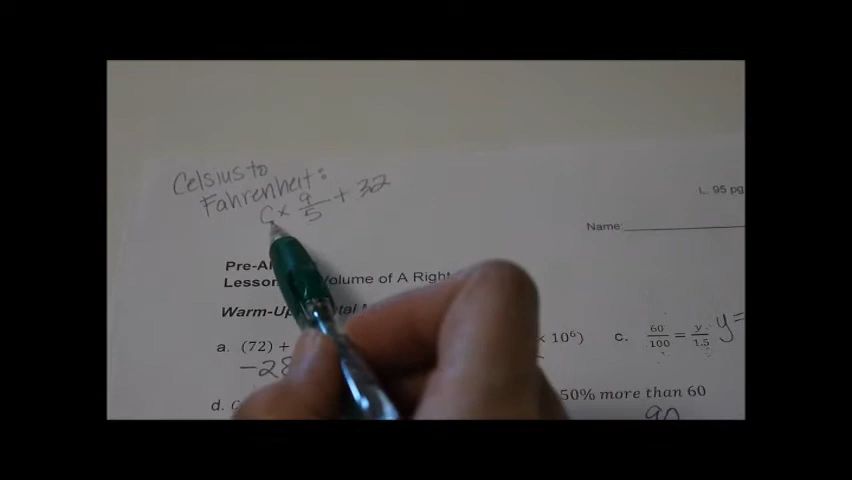 Celsius to
Fahrenheit:
C × 9/5 + 32
L. 95 pg
Name:
Pre-Al
Lesson Volume of A Right
Warm-Up
a. (72) +
-28
× 10⁶)
c. 60/100 = y/1.5 y=
d.
50% more than 60
90